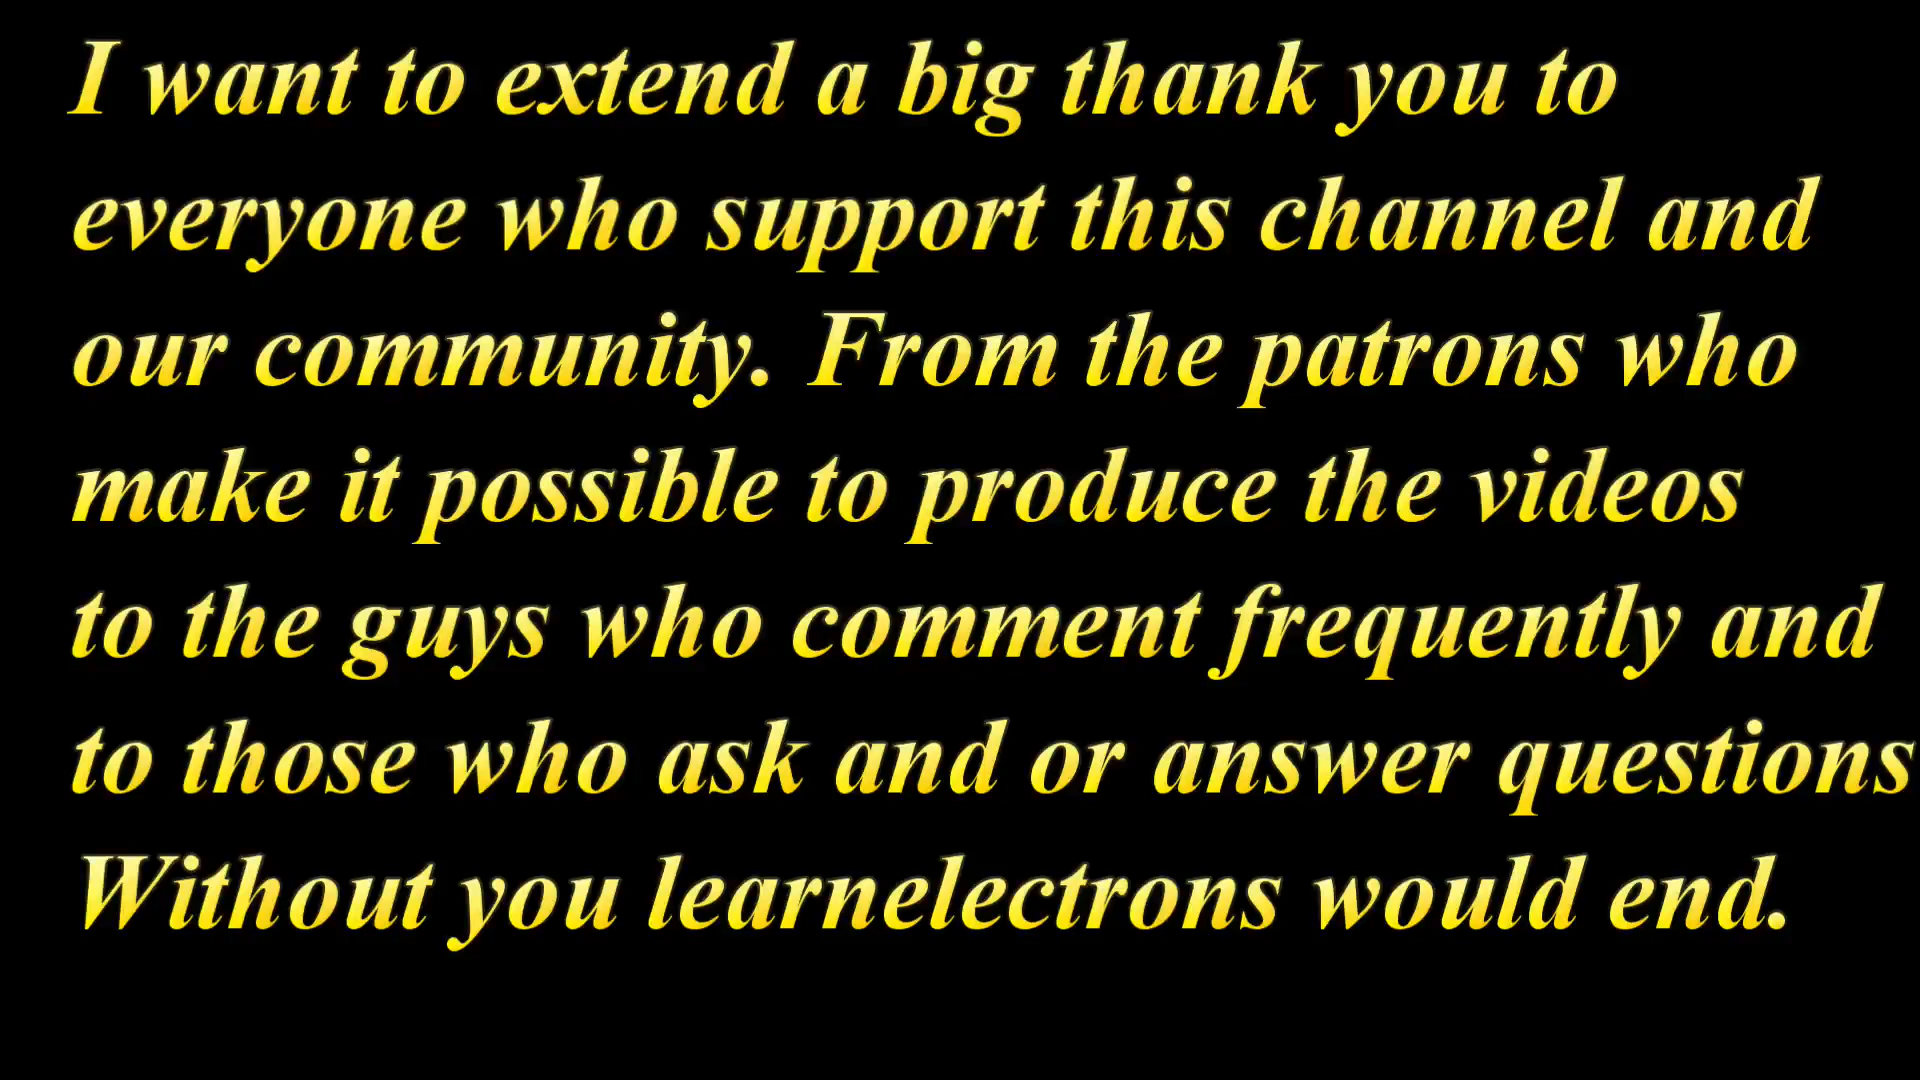 I want to extend a big thank you to
everyone who support this channel and
our community. From the patrons who
make it possible to produce the videos
to the guys who comment frequently and
to those who ask and or answer questions
Without you learnelectrons would end.